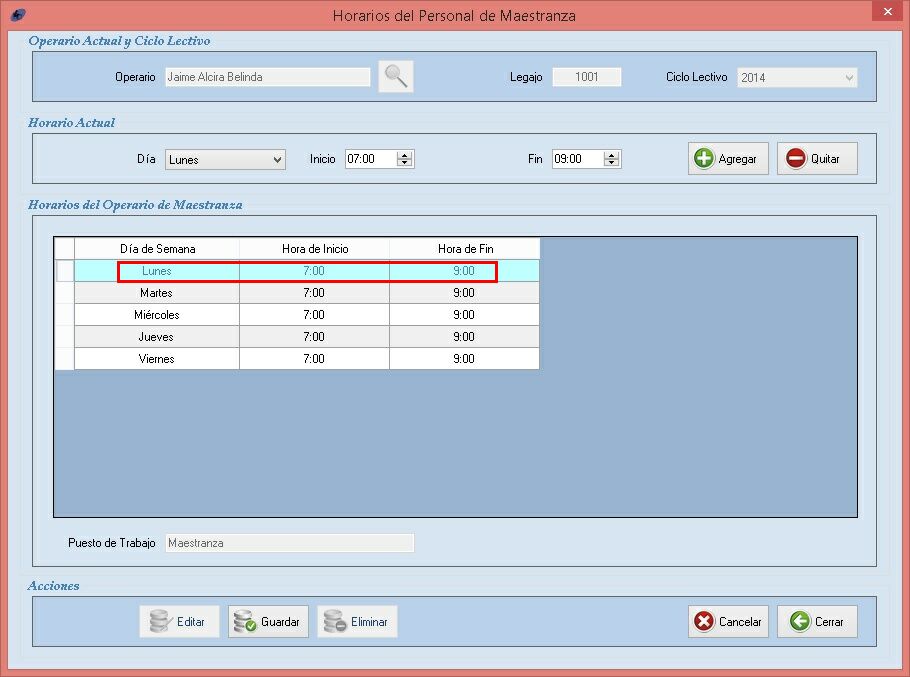 Horarios del Personal de Maestranza
Operario Actual y Ciclo Lectivo
Operario Jaime Alcira Belinda Legajo 1001 Ciclo Lectivo 2014
Horario Actual
Día Lunes Inicio 07:00 Fin 09:00 Agregar Quitar
Horarios del Operario de Maestranza
Día de Semana Hora de Inicio Hora de Fin
Lunes 7:00 9:00
Martes 7:00 9:00
Miércoles 7:00 9:00
Jueves 7:00 9:00
Viernes 7:00 9:00
Puesto de Trabajo Maestranza
Acciones
Editar Guardar Eliminar Cancelar Cerrar